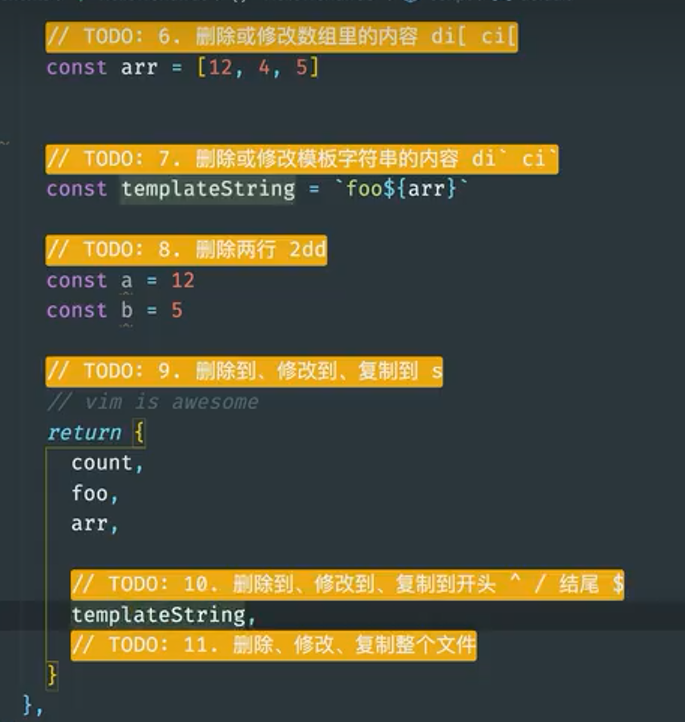 // TODO: 6. 删除或修改数组里的内容 di[ ci[
const arr = [12, 4, 5]
// TODO: 7. 删除或修改模板字符串的内容 di` ci`
const templateString = `foo${arr}`
// TODO: 8. 删除两行 2dd
const a = 12
const b = 5
// TODO: 9. 删除到、修改到、复制到 s
// vim is awesome
return {
count,
foo,
arr,
// TODO: 10. 删除到、修改到、复制到开头 ^ / 结尾 $
templateString,
// TODO: 11. 删除、修改、复制整个文件
}
},